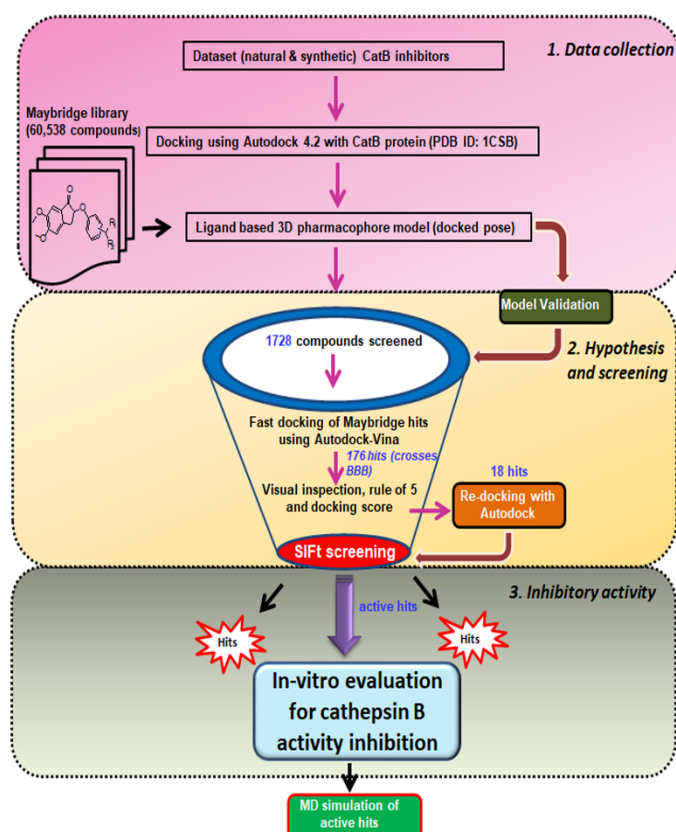 1. Data collection
Dataset (natural & synthetic) CatB inhibitors
Maybridge library
(60,538 compounds)
Docking using Autodock 4.2 with CatB protein (PDB ID: 1CSB)
O
O
O
O
R1
R2
Ligand based 3D pharmacophore model (docked pose)
Model Validation
2. Hypothesis
and screening
1728 compounds screened
Fast docking of Maybridge hits
using Autodock-Vina
176 hits (crosses
BBB)
Visual inspection, rule of 5
and docking score
18 hits
Re-docking with
Autodock
SIFt screening
3. Inhibitory activity
active hits
Hits
Hits
In-vitro evaluation
for cathepsin B
activity inhibition
MD simulation of
active hits